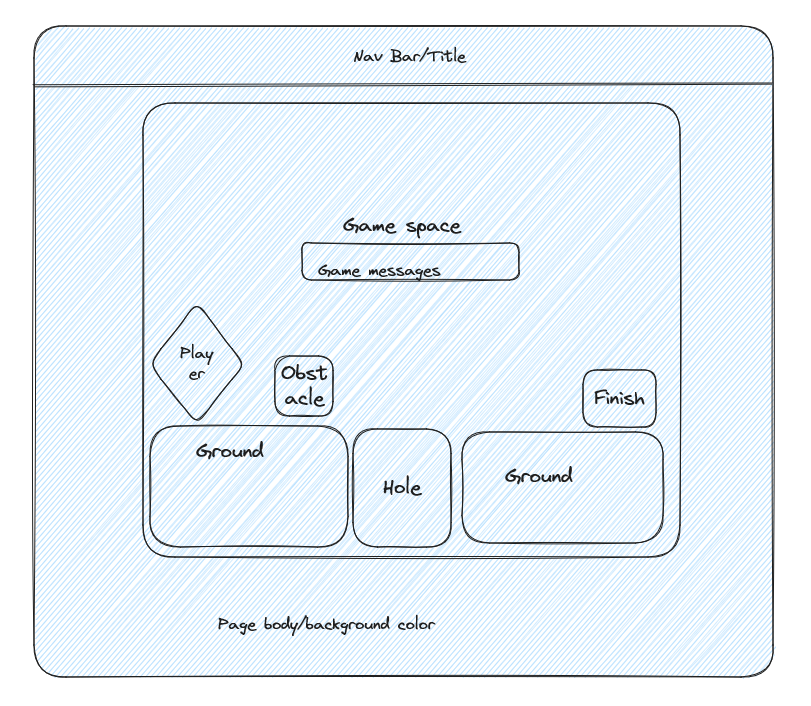 Nav Bar/Title
Game space
Game messages
Play
er
Obst
acle
Finish
Ground
Hole
Ground
Page body/background color